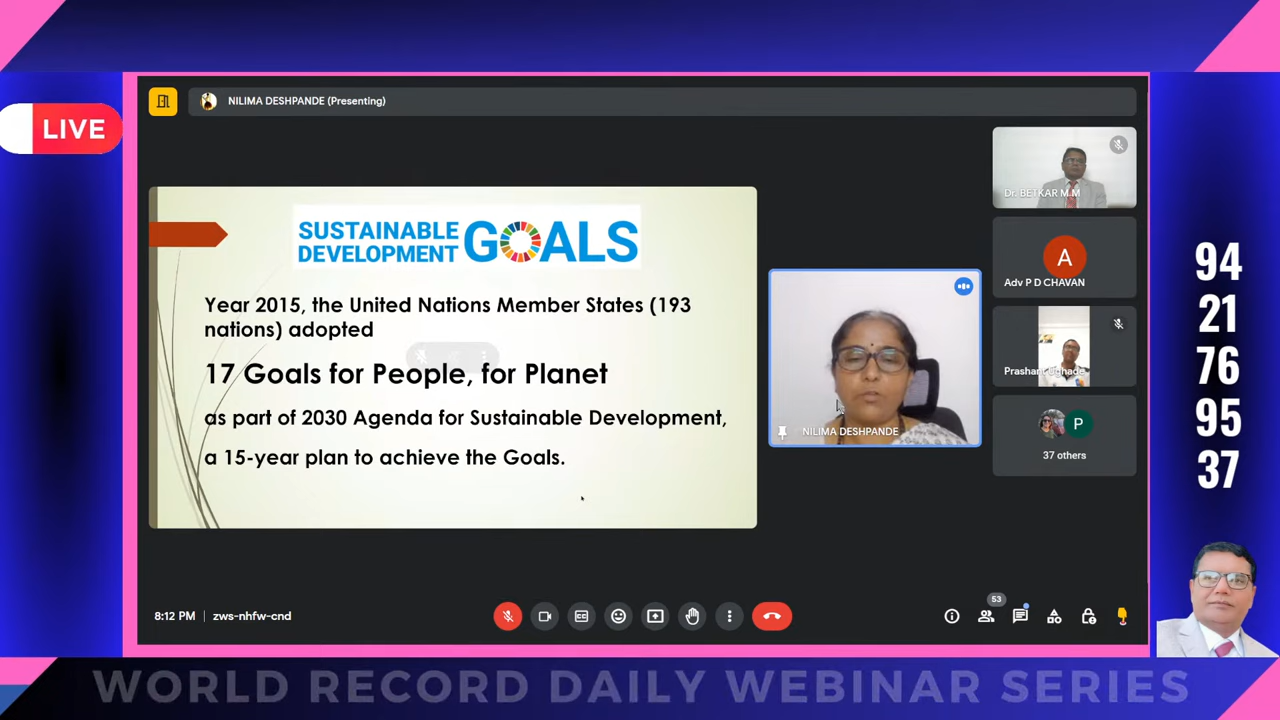 LIVE
NILIMA DESHPANDE (Presenting)
SUSTAINABLE
DEVELOPMENT
GOALS
Year 2015, the United Nations Member States (193
nations) adopted
17 Goals for People, for Planet
as part of 2030 Agenda for Sustainable Development,
a 15-year plan to achieve the Goals.
NILIMA DESHPANDE
Dr. BETKAR M.M
A
Adv P D CHAVAN
P
37 others
94
21
76
95
37
8:12 PM
zws-nhfw-cnd
53
WORLD RECORD DAILY WEBINAR SERIES